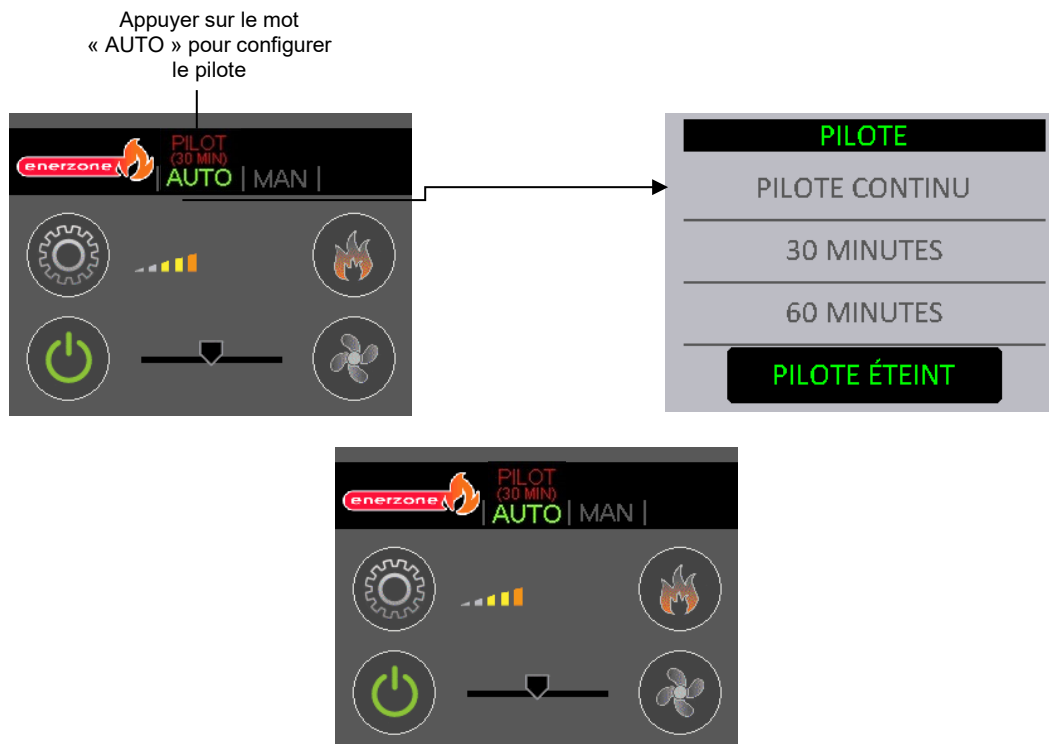 Appuyer sur le mot
« AUTO » pour configurer
le pilote
enerzone
PILOT
(30 MIN)
AUTO | MAN |
PILOTE
PILOTE CONTINU
30 MINUTES
60 MINUTES
PILOTE ÉTEINT
enerzone
PILOT
(30 MIN)
AUTO | MAN |